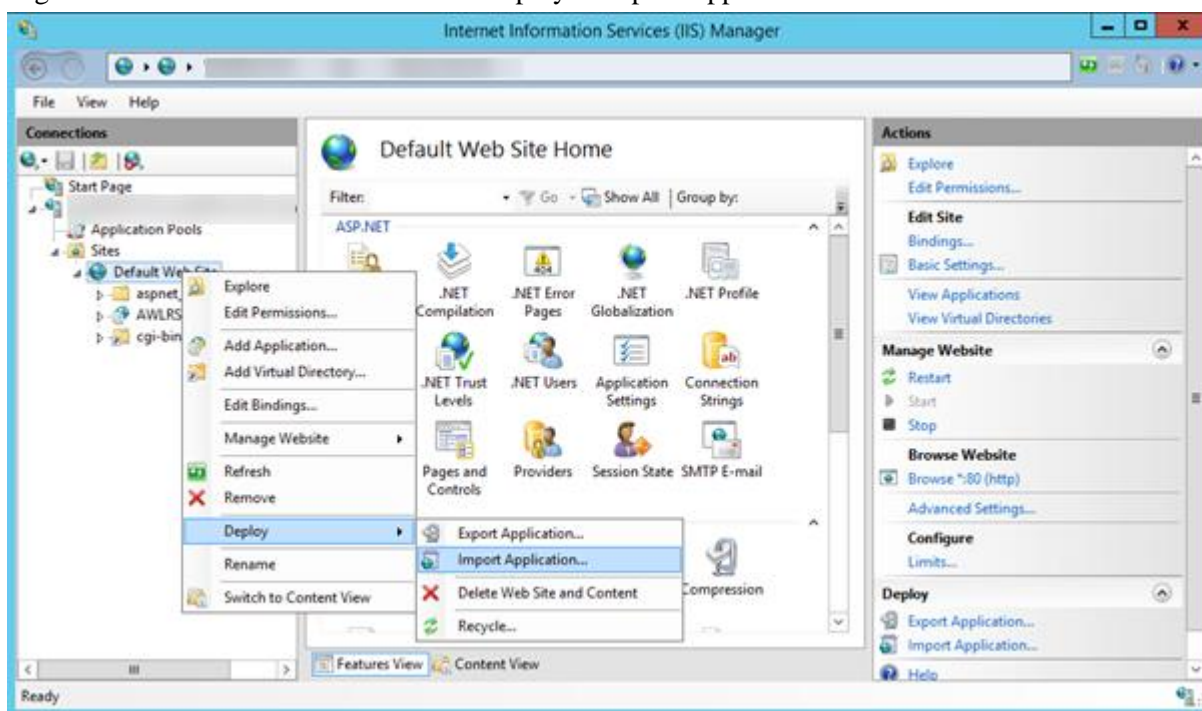 Internet Information Services (IIS) Manager
File View Help
Connections
Start Page
Application Pools
Sites
Default Web Site
aspnet_
AWLRS
cgi-bin
Explore
Edit Permissions...
Add Application...
Add Virtual Directory...
Edit Bindings...
Manage Website
Refresh
Remove
Deploy
Rename
Switch to Content View
Export Application...
Import Application...
Delete Web Site and Content
Recycle...
Default Web Site Home
Filter: Go Show All Group by:
ASP.NET
.NET Compilation
.NET Error Pages
.NET Globalization
.NET Profile
.NET Trust Levels
.NET Users
Application Settings
Connection Strings
Pages and Controls
Providers
Session State
SMTP E-mail
Compression
Features View Content View
Actions
Explore
Edit Permissions...
Edit Site
Bindings...
Basic Settings...
View Applications
View Virtual Directories
Manage Website
Restart
Start
Stop
Browse Website
Browse *:80 (http)
Advanced Settings...
Configure
Limits...
Deploy
Export Application...
Import Application...
Help
Ready